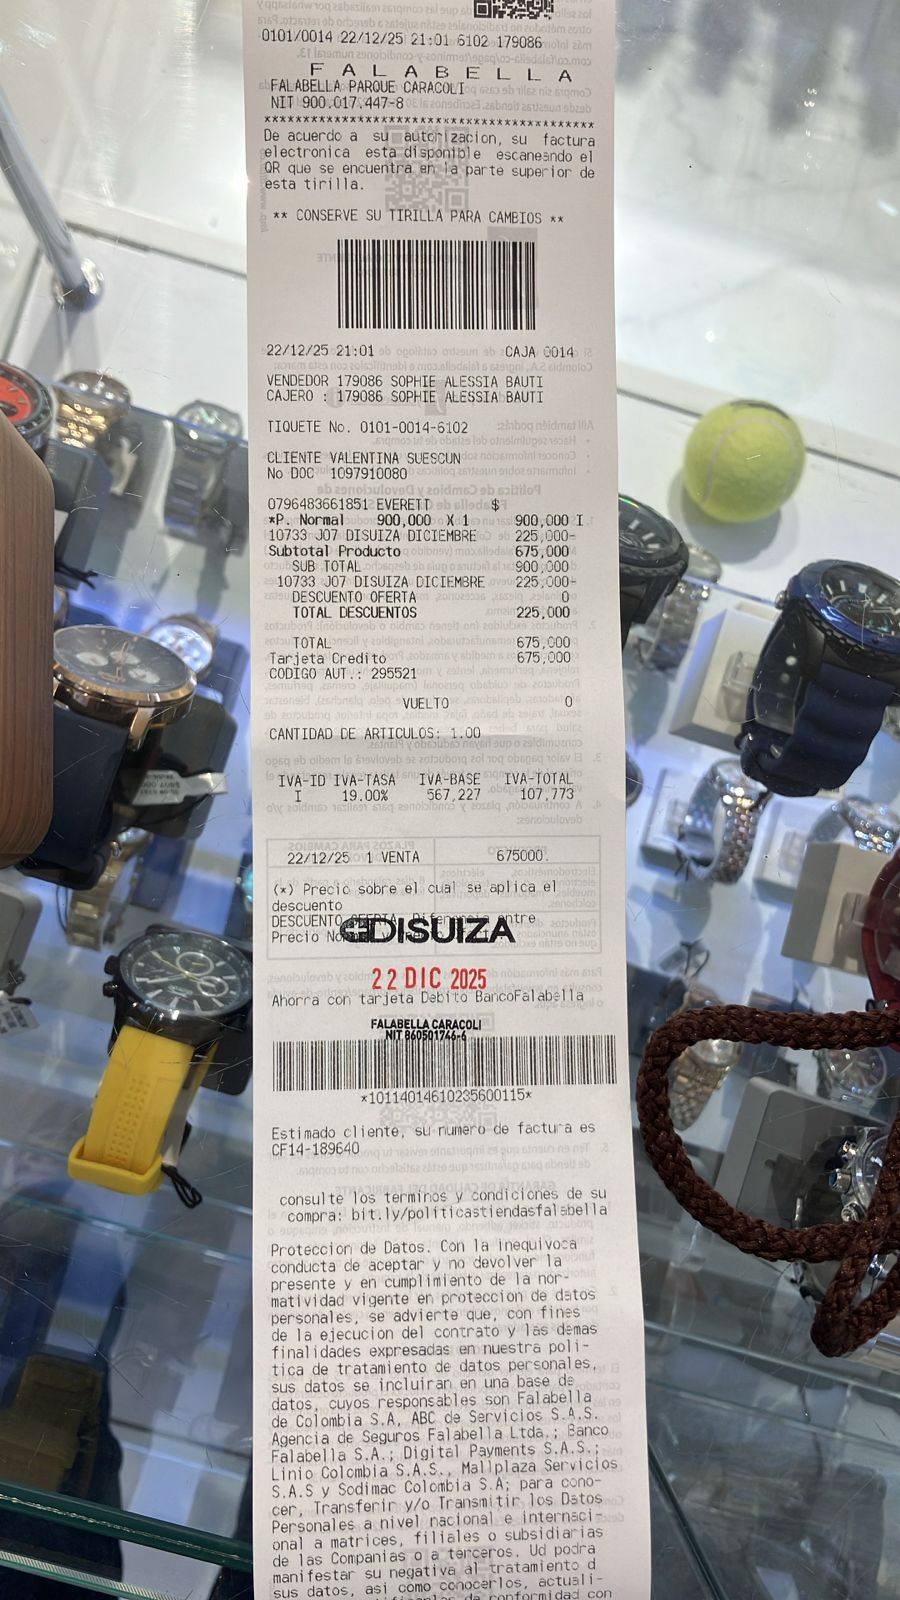 0101/0014 22/12/25 21:01 6102 179086
F A L A B E L L A
FALABELLA PARQUE CARACOLI
NIT 900.017.447-8
******************************************
De acuerdo a su autorizacion, su factura
electronica esta disponible escaneando el
QR que se encuentra en la parte superior de
esta tirilla.
** CONSERVE SU TIRILLA PARA CAMBIOS **
22/12/25 21:01 CAJA 0014
VENDEDOR 179086 SOPHIE ALESSIA BAUTI
CAJERO : 179086 SOPHIE ALESSIA BAUTI
TIQUETE No. 0101-0014-6102
CLIENTE VALENTINA SUESCUN
No DOC 1097910080
0796483661851 EVERETT $
*P. Normal 900,000 X 1 900,000 I
10733 J07 DISUIZA DICIEMBRE 225,000-
Subtotal Producto 675,000
SUB TOTAL 900,000
10733 J07 DISUIZA DICIEMBRE 225,000-
DESCUENTO OFERTA 0
TOTAL DESCUENTOS 225,000
TOTAL 675,000
Tarjeta Credito 675,000
CODIGO AUT.: 295521
VUELTO 0
CANTIDAD DE ARTICULOS: 1.00
IVA-ID IVA-TASA IVA-BASE IVA-TOTAL
I 19.00% 567,227 107,773
22/12/25 1 VENTA 675000.
(*) Precio sobre el cual se aplica el
descuento
DESCUENTO OFERTA: Diferencia entre
Precio
DISUIZA
22 DIC 2025
Ahorra con tarjeta Debito BancoFalabella
FALABELLA CARACOLI
NIT 860501746-6
*10114014610235600115*
Estimado cliente, su numero de factura es
CF14-189640
consulte los terminos y condiciones de su
compra: bit.ly/politicastiendasfalabella
Proteccion de Datos. Con la inequivoca
conducta de aceptar y no devolver la
presente y en cumplimiento de la nor-
matividad vigente en proteccion de datos
personales, se advierte que, con fines
de la ejecucion del contrato y las demas
finalidades expresadas en nuestra poli-
tica de tratamiento de datos personales,
sus datos se incluiran en una base de
datos, cuyos responsables son Falabella
de Colombia S.A, ABC de Servicios S.A.S.
Agencia de Seguros Falabella Ltda.; Banco
Falabella S.A.; Digital Payments S.A.S.;
Linio Colombia S.A.S., Mallplaza Servicios
S.A.S y Sodimac Colombia S.A; para cono-
cer, Transferir y/o Transmitir los Datos
Personales a nivel nacional e internaci-
onal a matrices, filiales o subsidiarias
de las Companias o a terceros. Ud podra
manifestar su negativa al tratamiento d
sus datos, asi como conocerlos, actuali-
de conformidad con